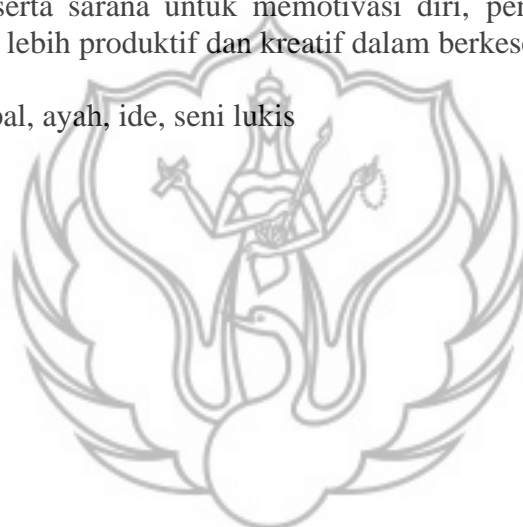 serta sarana untuk memotivasi diri,
lebih produktif dan kreatif dalam
ayah, ide, seni lukis